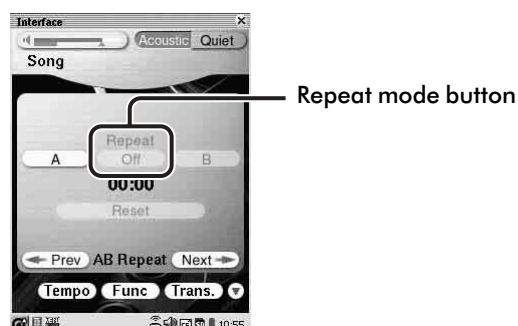 Interface ×
Acoustic Quiet
Song
Repeat mode button
Repeat
A Off B
00:00
Reset
Prev AB Repeat Next
Tempo Func Trans.
10:55